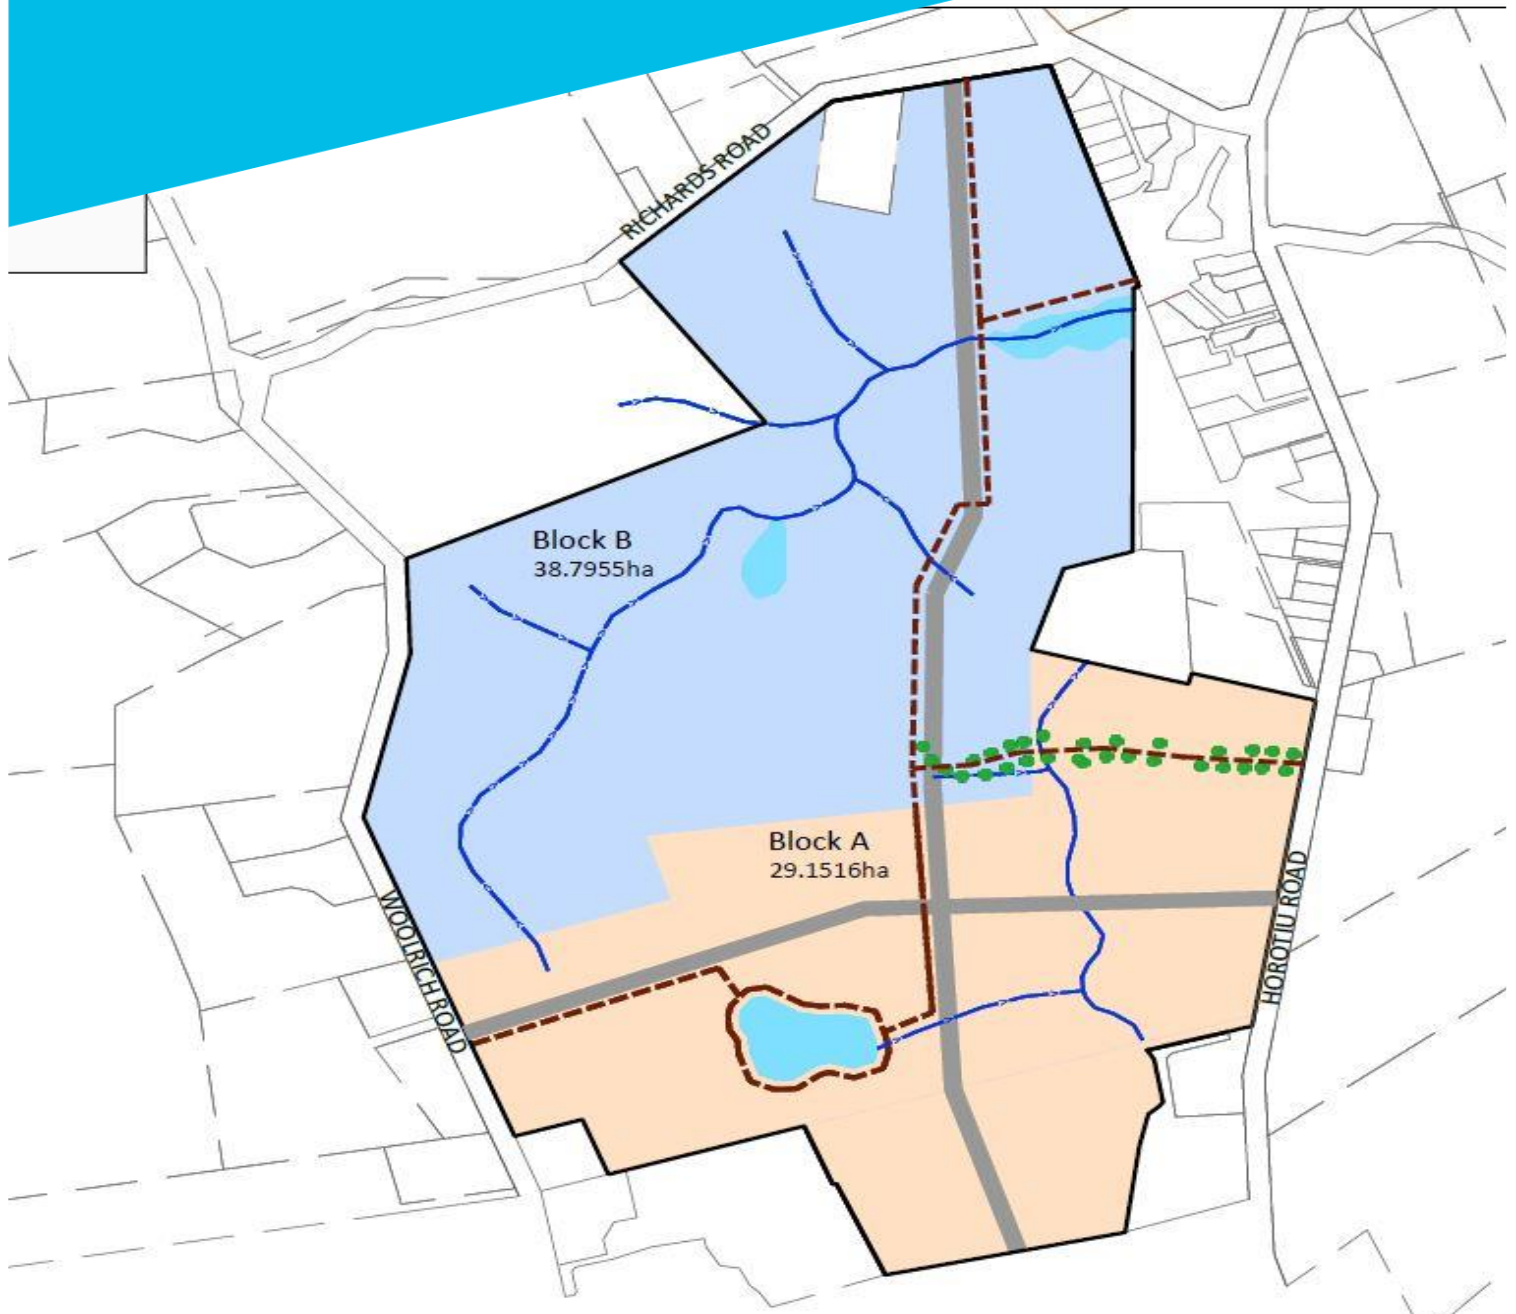 RICHARDS ROAD
Block B
38.7955ha
Block A
29.1516ha
WOOLRICH ROAD
HOROTIU ROAD